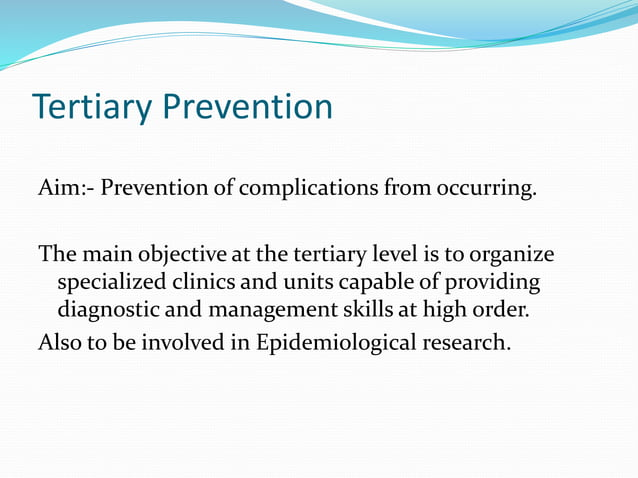 Tertiary Prevention
Aim:- Prevention of complications from occurring.
The main objective at the tertiary level is to organize
specialized clinics and units capable of providing
diagnostic and management skills at high order.
Also to be involved in Epidemiological research.